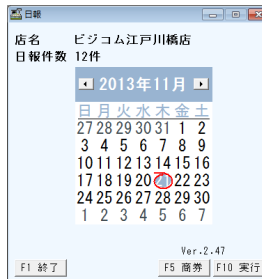 日報
店名 ビジコム江戸川橋店
日報件数 12件
2013年11月
日 月 火 水 木 金 土
27 28 29 30 31 1 2
3 4 5 6 7 8 9
10 11 12 13 14 15 16
17 18 19 20 21 22 23
24 25 26 27 28 29 30
1 2 3 4 5 6 7
Ver.2.47
F1 終了 F5 商券 F10 実行